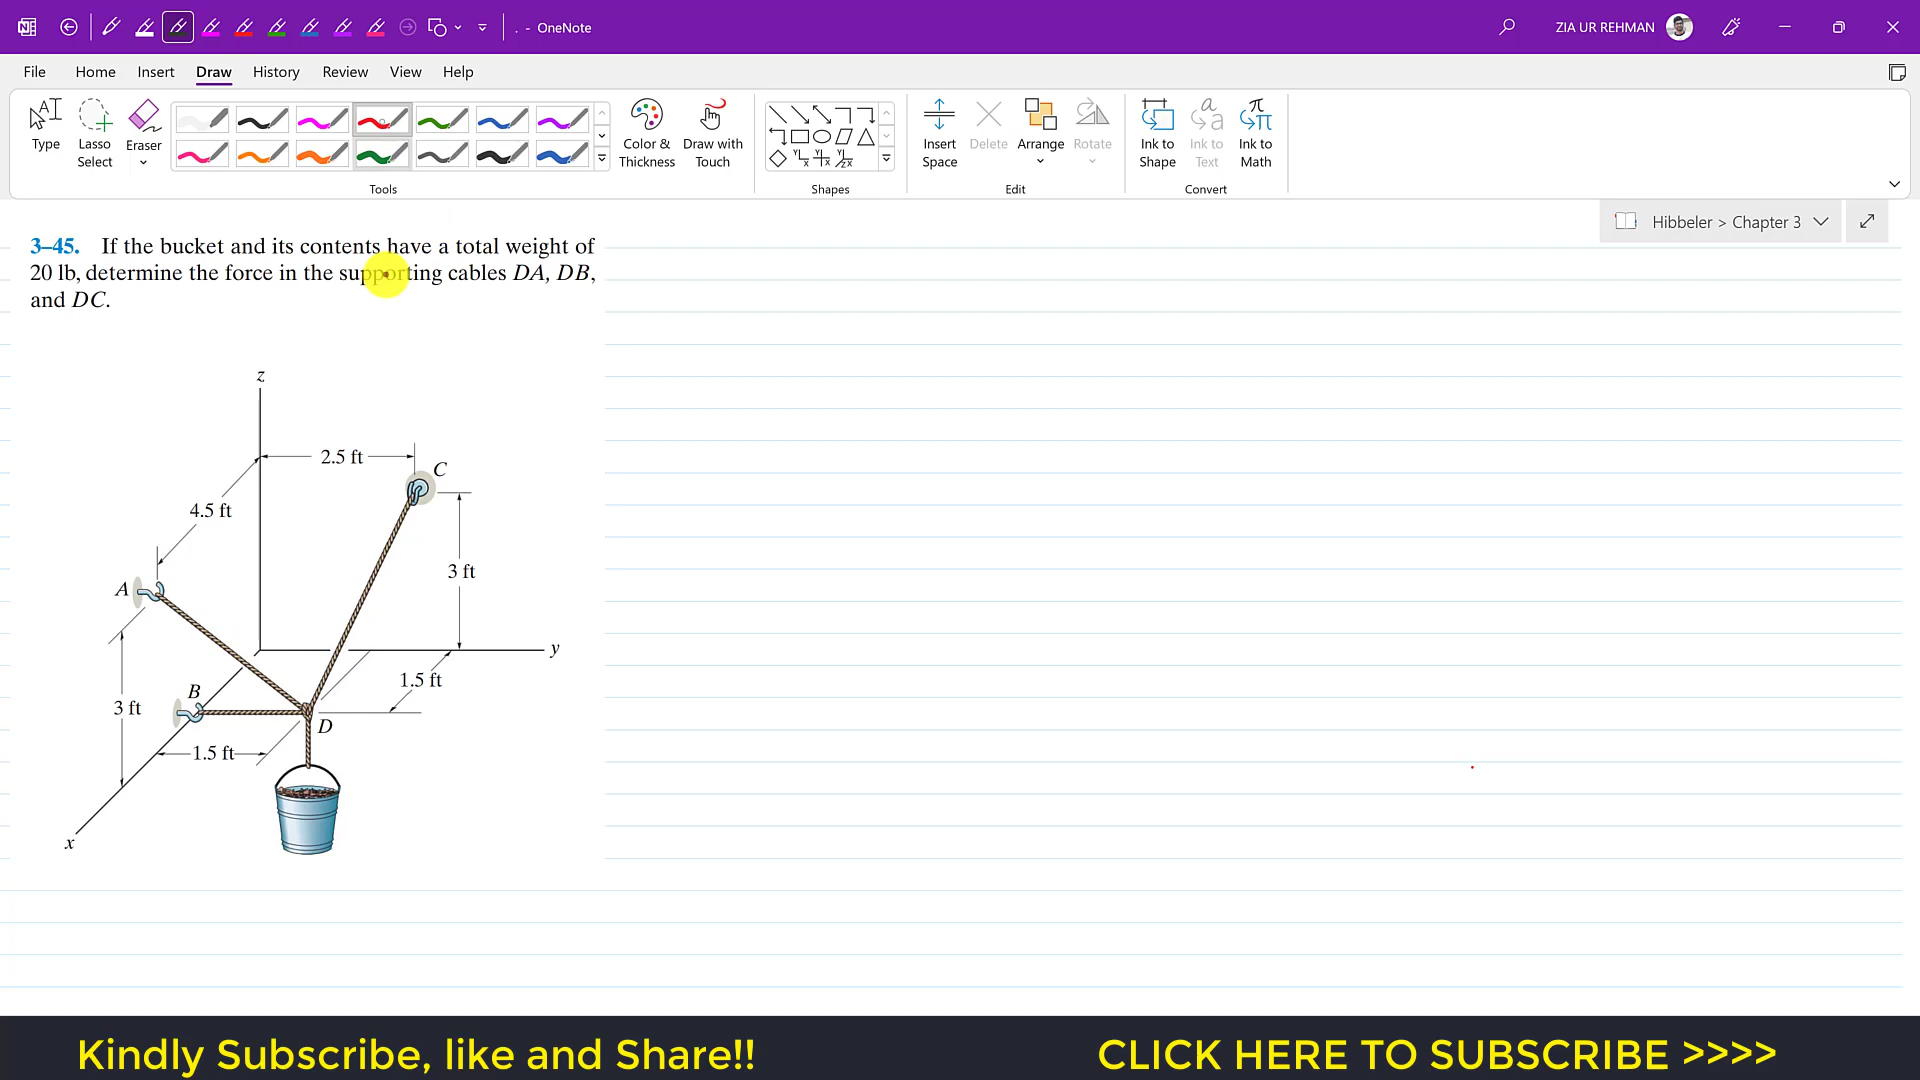 . - OneNote
ZIA UR REHMAN
File Home Insert Draw History Review View Help
Type
Lasso Select
Eraser
Color & Thickness
Draw with Touch
Insert Space
Delete
Arrange
Rotate
Ink to Shape
Ink to Text
Ink to Math
Tools
Shapes
Edit
Convert
Hibbeler > Chapter 3
3–45. If the bucket and its contents have a total weight of
20 lb, determine the force in the supporting cables DA, DB,
and DC.
z
2.5 ft
C
4.5 ft
3 ft
A
y
1.5 ft
B
3 ft
D
1.5 ft
x
Kindly Subscribe, like and Share!!
CLICK HERE TO SUBSCRIBE >>>>